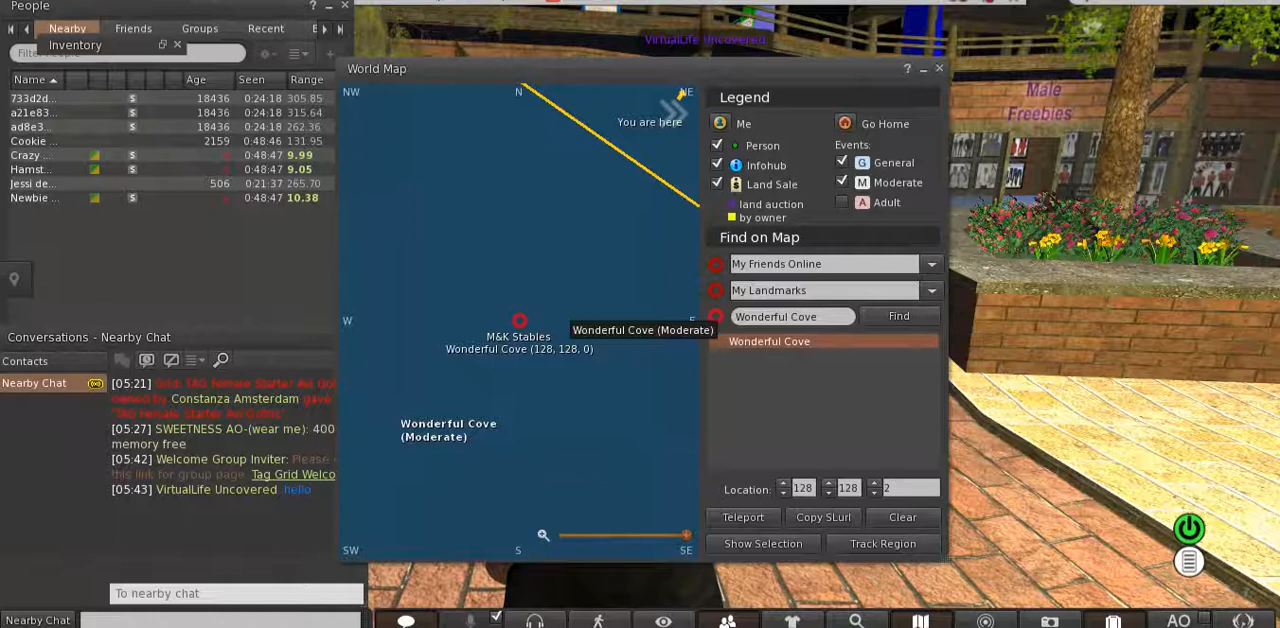 People
Nearby
Friends
Groups
Recent
Inventory
Name
Age
Seen
Range
733d2d...
18436
0:24:18
305.85
a21e83...
18436
0:24:18
315.64
ad8e3...
18436
0:24:18
262.36
Cookie ...
2159
0:48:46
131.95
Crazy ...
0:48:47
9.99
Hamst...
0:48:47
9.05
Jessi de...
506
0:21:37
265.70
Newbie ...
0:48:47
10.38
Conversations - Nearby Chat
Contacts
Nearby Chat
[05:21]
owned by Constanza Amsterdam gave
[05:27] SWEETNESS AO-(wear me): 400
memory free
[05:42] Welcome Group Inviter: Please
this link for group page. Tag Grid Welco
[05:43] VirtualLife Uncovered: hello
To nearby chat
Nearby Chat
VirtualLife Uncovered
World Map
NW
N
NE
You are here
W
M&K Stables
Wonderful Cove (128, 128, 0)
Wonderful Cove (Moderate)
Wonderful Cove
(Moderate)
SW
S
SE
Legend
Me
Go Home
Person
Events:
Infohub
G General
Land Sale
M Moderate
land auction
A Adult
by owner
Find on Map
My Friends Online
My Landmarks
Wonderful Cove
Find
Wonderful Cove
Location:
128
128
2
Teleport
Copy SLurl
Clear
Show Selection
Track Region
Male
Freebies
AO